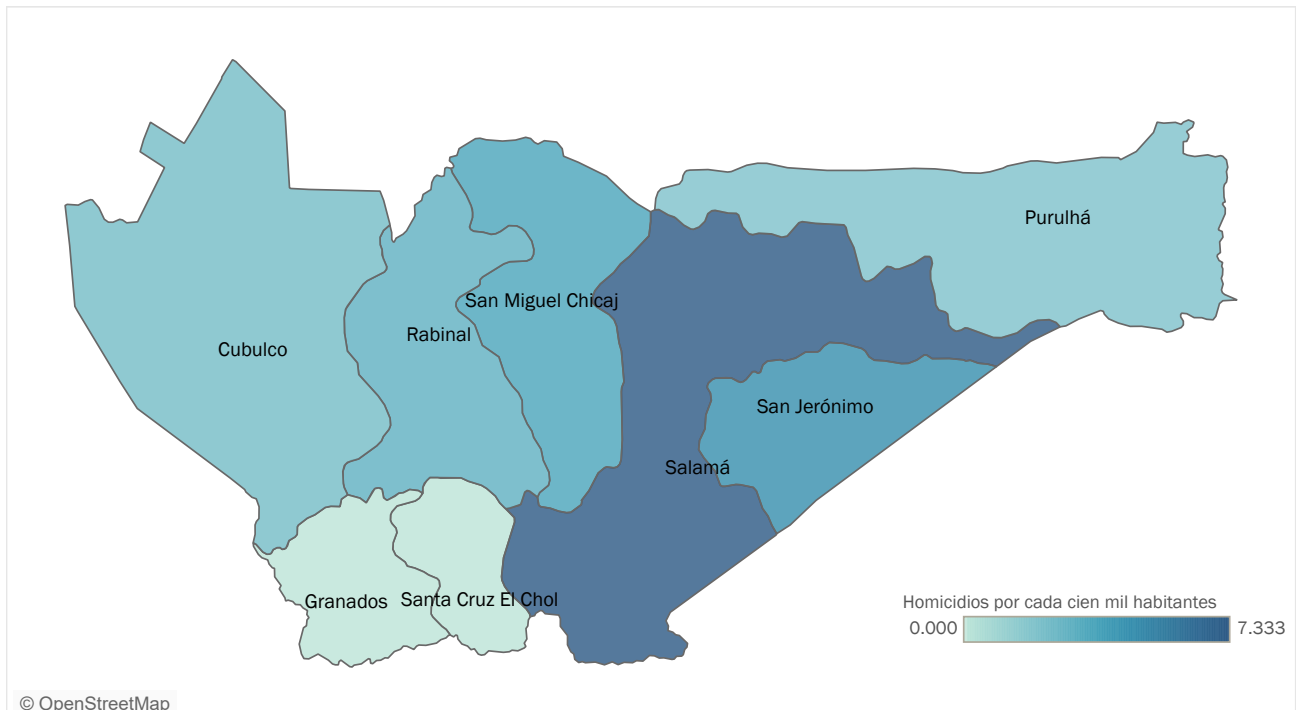 Purulhá
San Miguel Chicaj
Rabinal
Cubulco
San Jerónimo
Salamá
Granados
Santa Cruz El Chol
Homicidios por cada cien mil habitantes
0.000
7.333
© OpenStreetMap